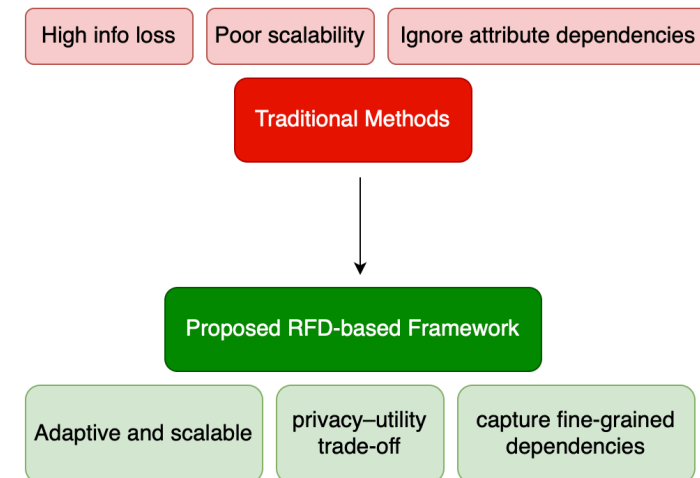 High info loss
Poor scalability
Ignore attribute dependencies
Traditional Methods
Proposed RFD-based Framework
Adaptive and scalable
privacy–utility
trade-off
capture fine-grained
dependencies